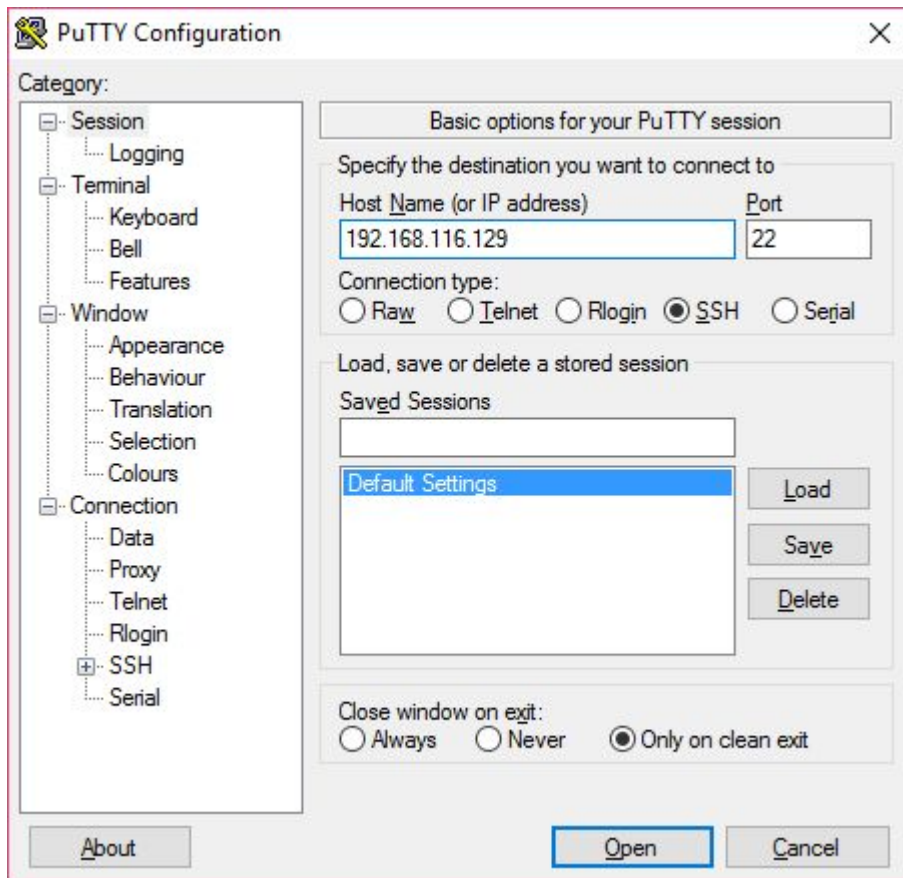 PuTTY Configuration
Category:
Session
Logging
Terminal
Keyboard
Bell
Features
Window
Appearance
Behaviour
Translation
Selection
Colours
Connection
Data
Proxy
Telnet
Rlogin
SSH
Serial
Basic options for your PuTTY session
Specify the destination you want to connect to
Host Name (or IP address) Port
192.168.116.129 22
Connection type:
Raw Telnet Rlogin SSH Serial
Load, save or delete a stored session
Saved Sessions
Default Settings
Load
Save
Delete
Close window on exit:
Always Never Only on clean exit
About Open Cancel